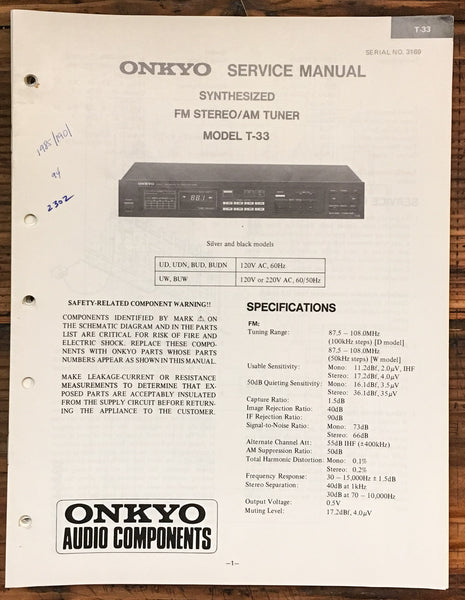 T-33
SERIAL NO. 3169
ONKYO SERVICE MANUAL
SYNTHESIZED
FM STEREO/AM TUNER
MODEL T-33
1985/1901
94
2302
ONKYO
88.1
Silver and black models
UD, UDN, BUD, BUDN 120V AC, 60Hz
UW, BUW 120V or 220V AC, 60/50Hz
SAFETY-RELATED COMPONENT WARNING!!
COMPONENTS IDENTIFIED BY MARK ⚠ ON
THE SCHEMATIC DIAGRAM AND IN THE PARTS
LIST ARE CRITICAL FOR RISK OF FIRE AND
ELECTRIC SHOCK. REPLACE THESE COMPO-
NENTS WITH ONKYO PARTS WHOSE PARTS
NUMBERS APPEAR AS SHOWN IN THIS MANUAL.
MAKE LEAKAGE-CURRENT OR RESISTANCE
MEASUREMENTS TO DETERMINE THAT EX-
POSED PARTS ARE ACCEPTABLY INSULATED
FROM THE SUPPLY CIRCUIT BEFORE RETURN-
ING THE APPLIANCE TO THE CUSTOMER.
SPECIFICATIONS
FM:
Tuning Range: 87.5 – 108.0MHz
(100kHz steps) [D model]
87.5 – 108.0MHz
(50kHz steps) [W model]
Usable Sensitivity: Mono: 11.2dBf, 2.0μV, IHF
Stereo: 17.2dBf, 4.0μV
50dB Quieting Sensitivity: Mono: 16.1dBf, 3.5μV
Stereo: 36.1dBf, 35μV
Capture Ratio: 1.5dB
Image Rejection Ratio: 40dB
IF Rejection Ratio: 90dB
Signal-to-Noise Ratio: Mono: 73dB
Stereo: 66dB
Alternate Channel Att: 55dB IHF (±400kHz)
AM Suppression Ratio: 50dB
Total Harmonic Distortion: Mono: 0.1%
Stereo: 0.2%
Frequency Response: 30 – 15,000Hz ± 1.5dB
Stereo Separation: 40dB at 1kHz
30dB at 70 – 10,000Hz
Output Voltage: 0.5V
Muting Level: 17.2dBf, 4.0μV
ONKYO
AUDIO COMPONENTS
–1–